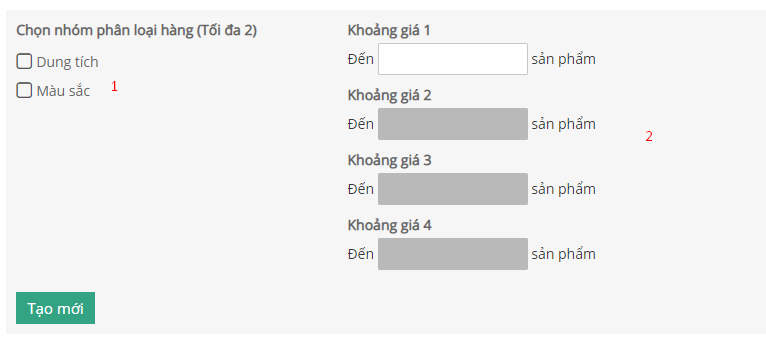 Chọn nhóm phân loại hàng (Tối đa 2)
Dung tích
Màu sắc 1
Khoảng giá 1
Đến sản phẩm
Khoảng giá 2
Đến sản phẩm
2
Khoảng giá 3
Đến sản phẩm
Khoảng giá 4
Đến sản phẩm
Tạo mới